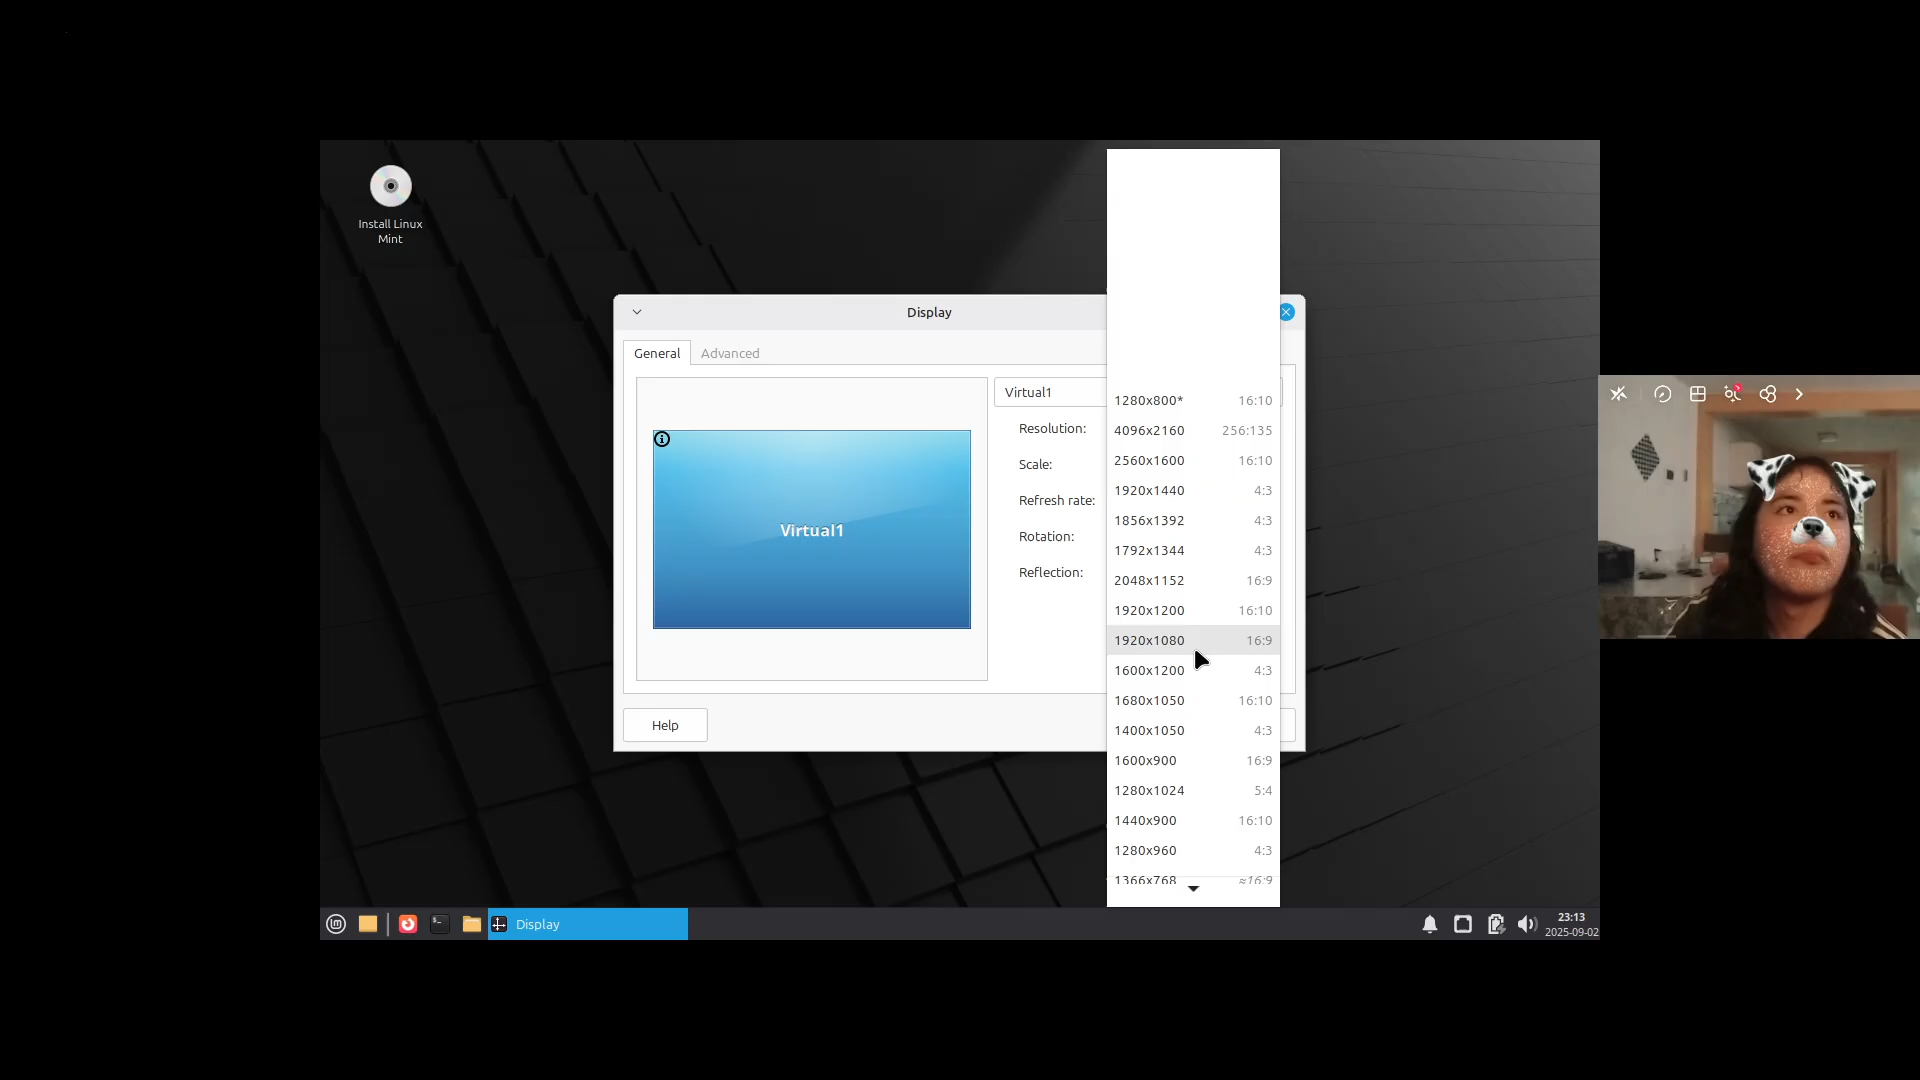 Install Linux
Mint
Display
General
Advanced
Virtual1
Virtual1
Resolution:
Scale:
Refresh rate:
Rotation:
Reflection:
1280x800* 16:10
4096x2160 256:135
2560x1600 16:10
1920x1440 4:3
1856x1392 4:3
1792x1344 4:3
2048x1152 16:9
1920x1200 16:10
1920x1080 16:9
1600x1200 4:3
1680x1050 16:10
1400x1050 4:3
1600x900 16:9
1280x1024 5:4
1440x900 16:10
1280x960 4:3
1366x768 ≈16:9
Help
Display
23:13
2025-09-02